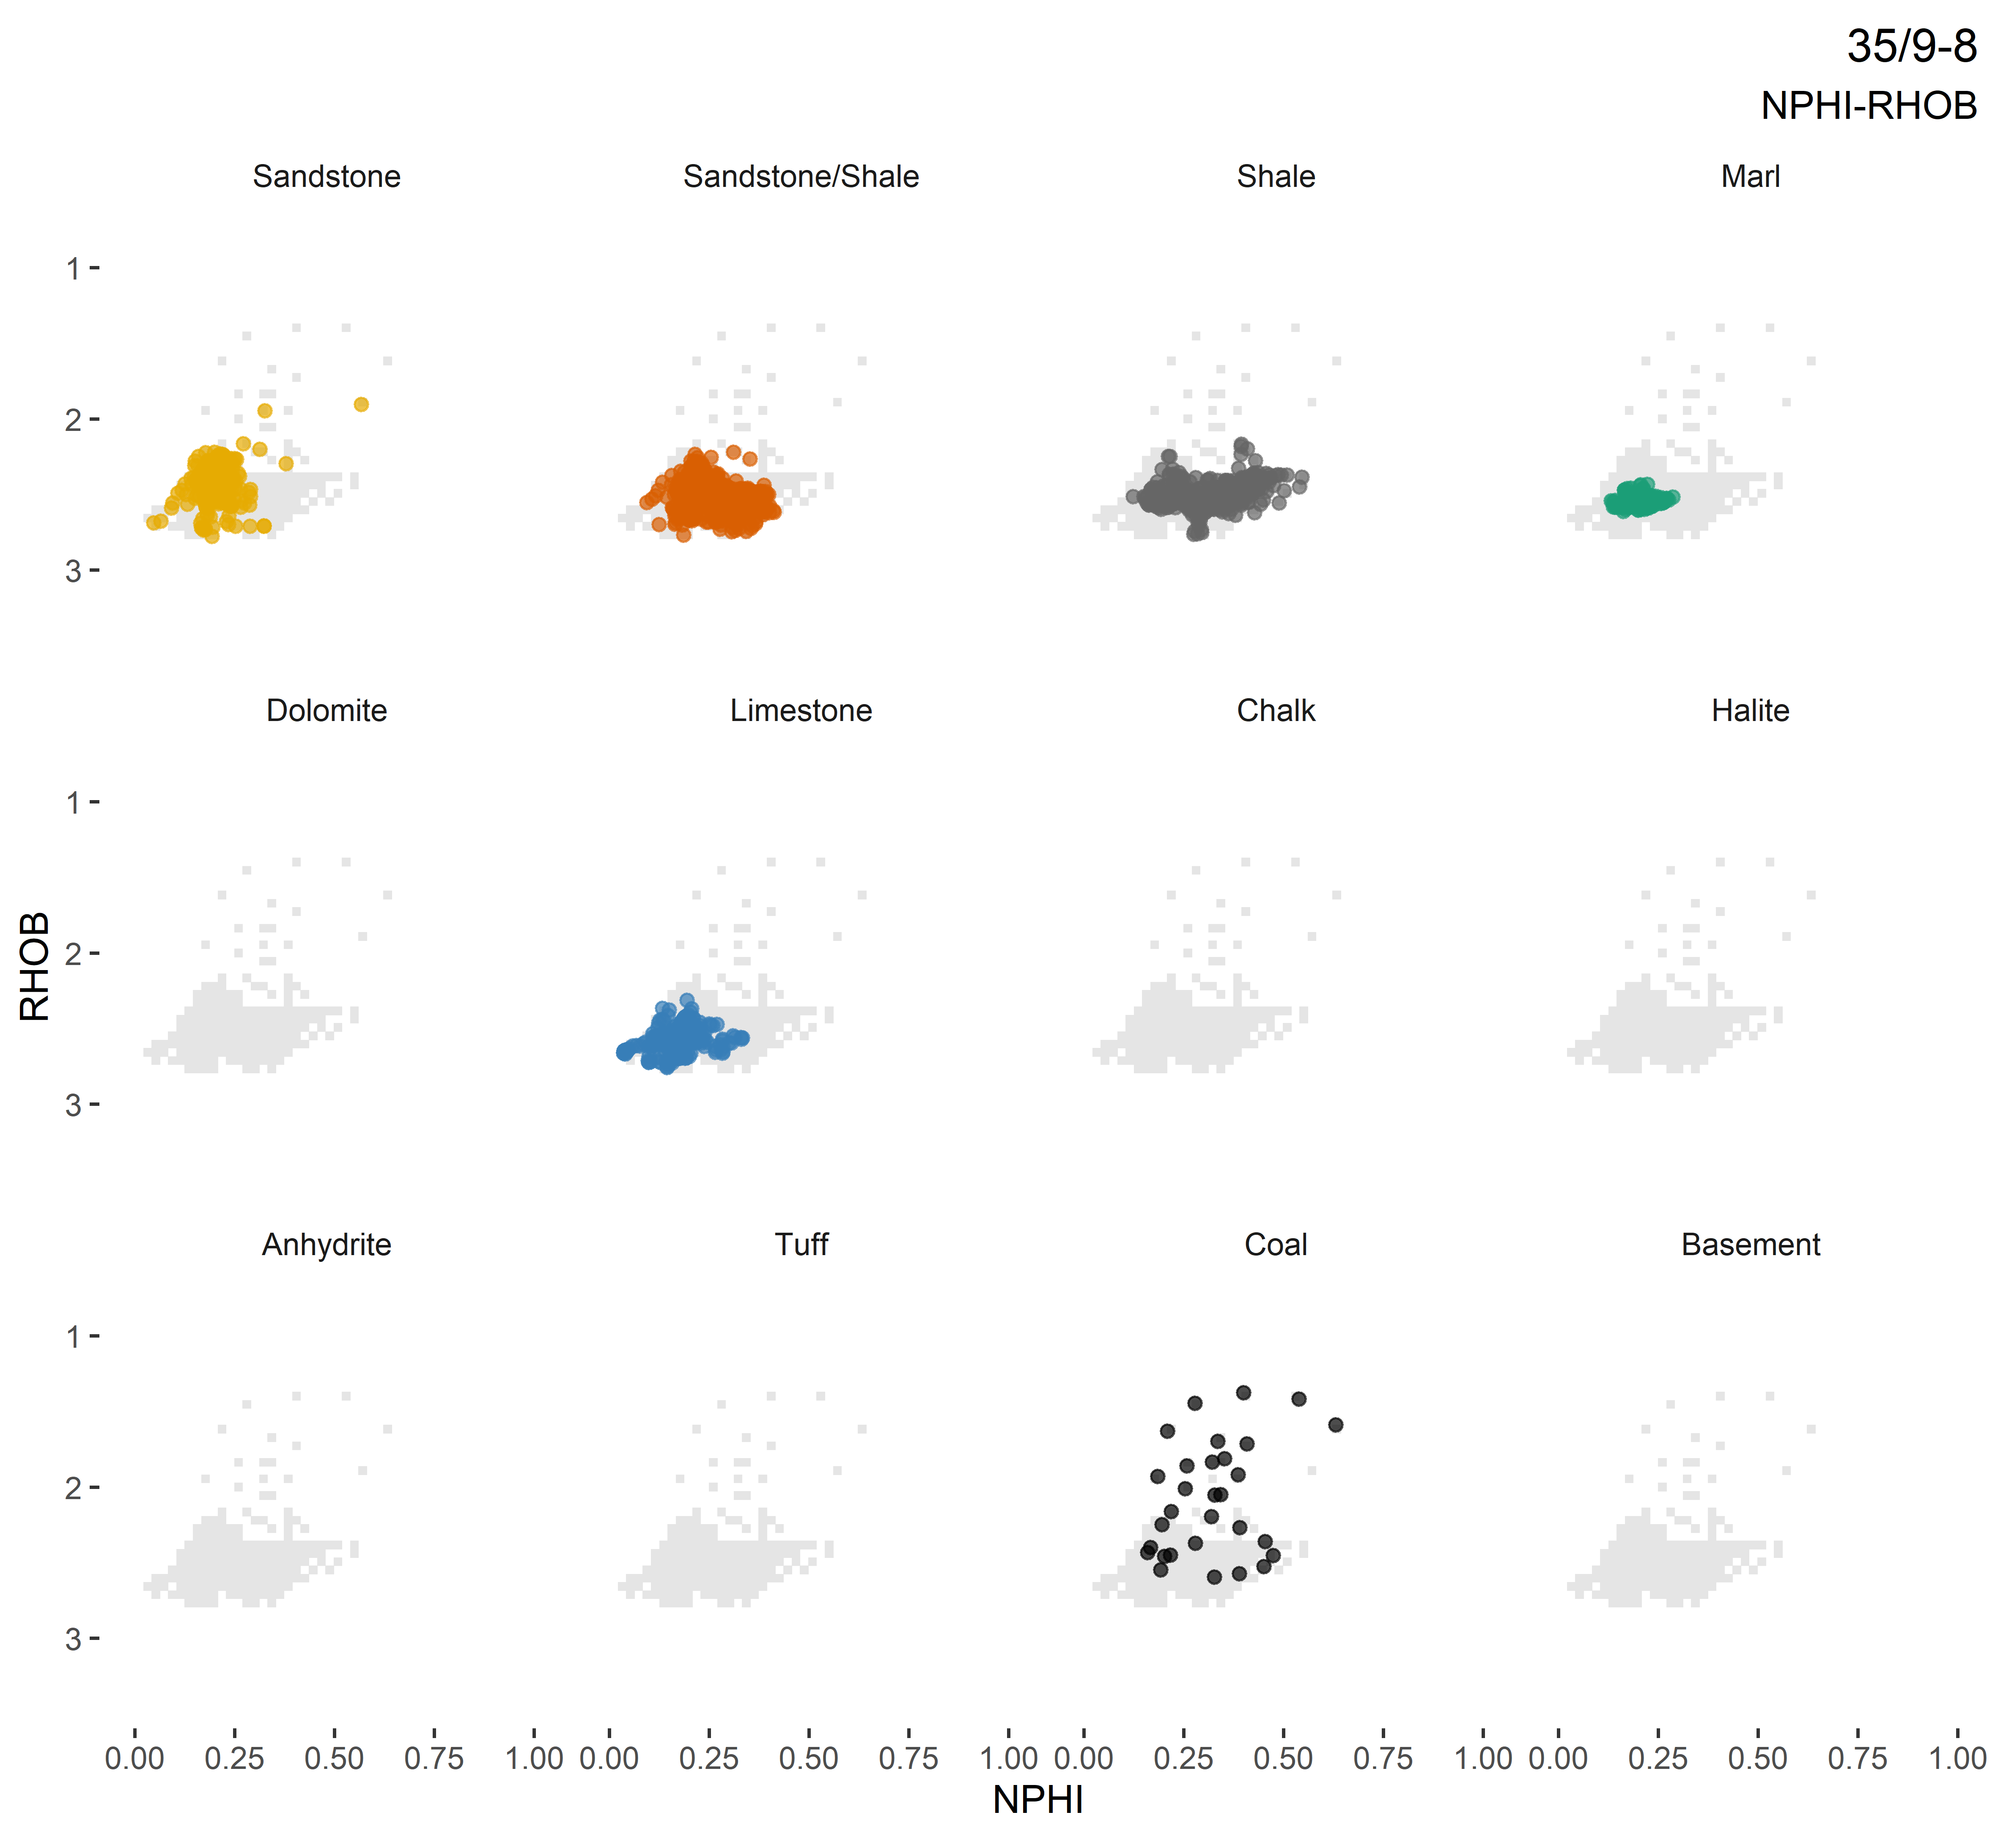 35/9-8
NPHI-RHOB
Sandstone Sandstone/Shale Shale Marl
1
2
3
Dolomite Limestone Chalk Halite
1
2
3
RHOB
Anhydrite Tuff Coal Basement
1
2
3
0.00 0.25 0.50 0.75 1.00 0.00 0.25 0.50 0.75 1.00 0.00 0.25 0.50 0.75 1.00 0.00 0.25 0.50 0.75 1.00
NPHI